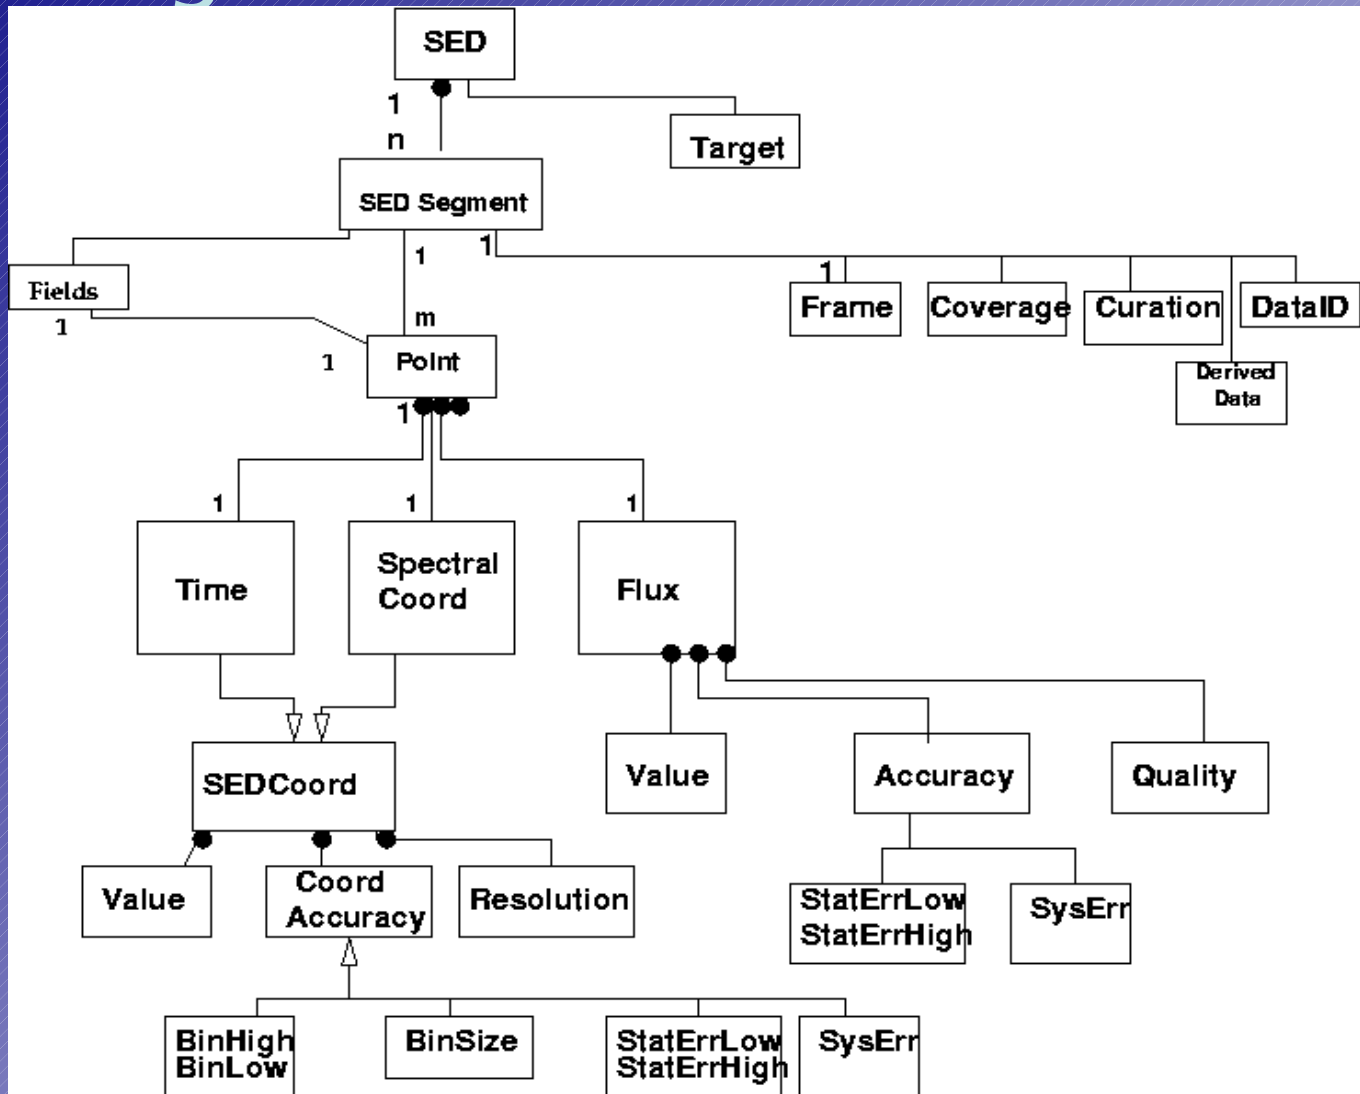 SED
1
n
Target
SED Segment
1
1
Fields
1
1
Frame
Coverage
Curation
DataID
m
1
Point
Derived
Data
1
1
1
1
Time
Spectral
Coord
Flux
SEDCoord
Value
Accuracy
Quality
Value
Coord
Accuracy
Resolution
StatErrLow
StatErrHigh
SysErr
BinHigh
BinLow
BinSize
StatErrLow
StatErrHigh
SysErr